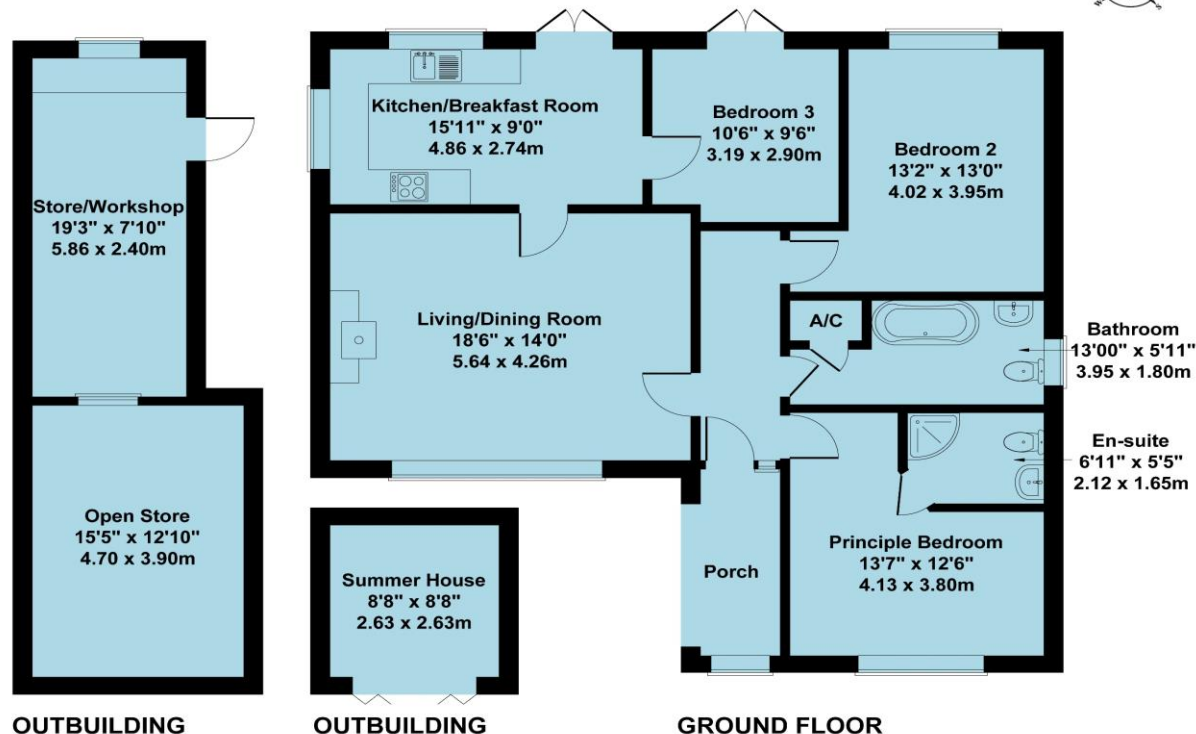 Kitchen/Breakfast Room
15'11" x 9'0"
4.86 x 2.74m
Bedroom 3
10'6" x 9'6"
3.19 x 2.90m
Bedroom 2
13'2" x 13'0"
4.02 x 3.95m
Store/Workshop
19'3" x 7'10"
5.86 x 2.40m
Living/Dining Room
18'6" x 14'0"
5.64 x 4.26m
A/C
Bathroom
13'00" x 5'11"
3.95 x 1.80m
En-suite
6'11" x 5'5"
2.12 x 1.65m
Open Store
15'5" x 12'10"
4.70 x 3.90m
Summer House
8'8" x 8'8"
2.63 x 2.63m
Porch
Principle Bedroom
13'7" x 12'6"
4.13 x 3.80m
OUTBUILDING
OUTBUILDING
GROUND FLOOR